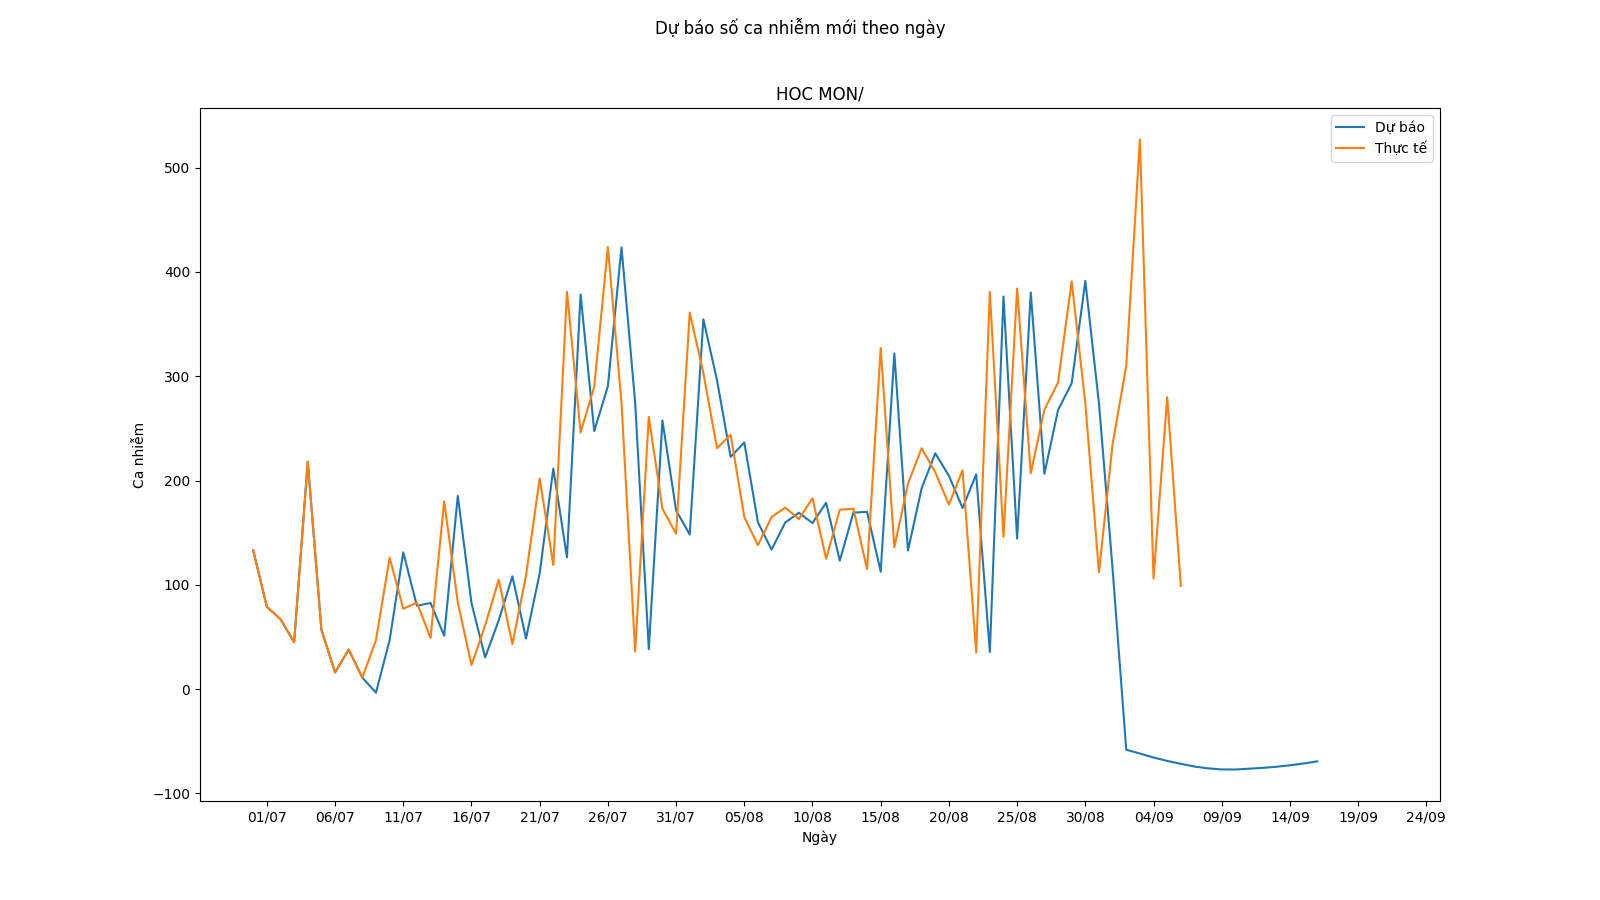 Dự báo số ca nhiễm mới theo ngày
HOC MON/
Dự báo
Thực tế
500
400
300
200
100
0
−100
Ca nhiễm
01/07 06/07 11/07 16/07 21/07 26/07 31/07 05/08 10/08 15/08 20/08 25/08 30/08 04/09 09/09 14/09 19/09 24/09
Ngày